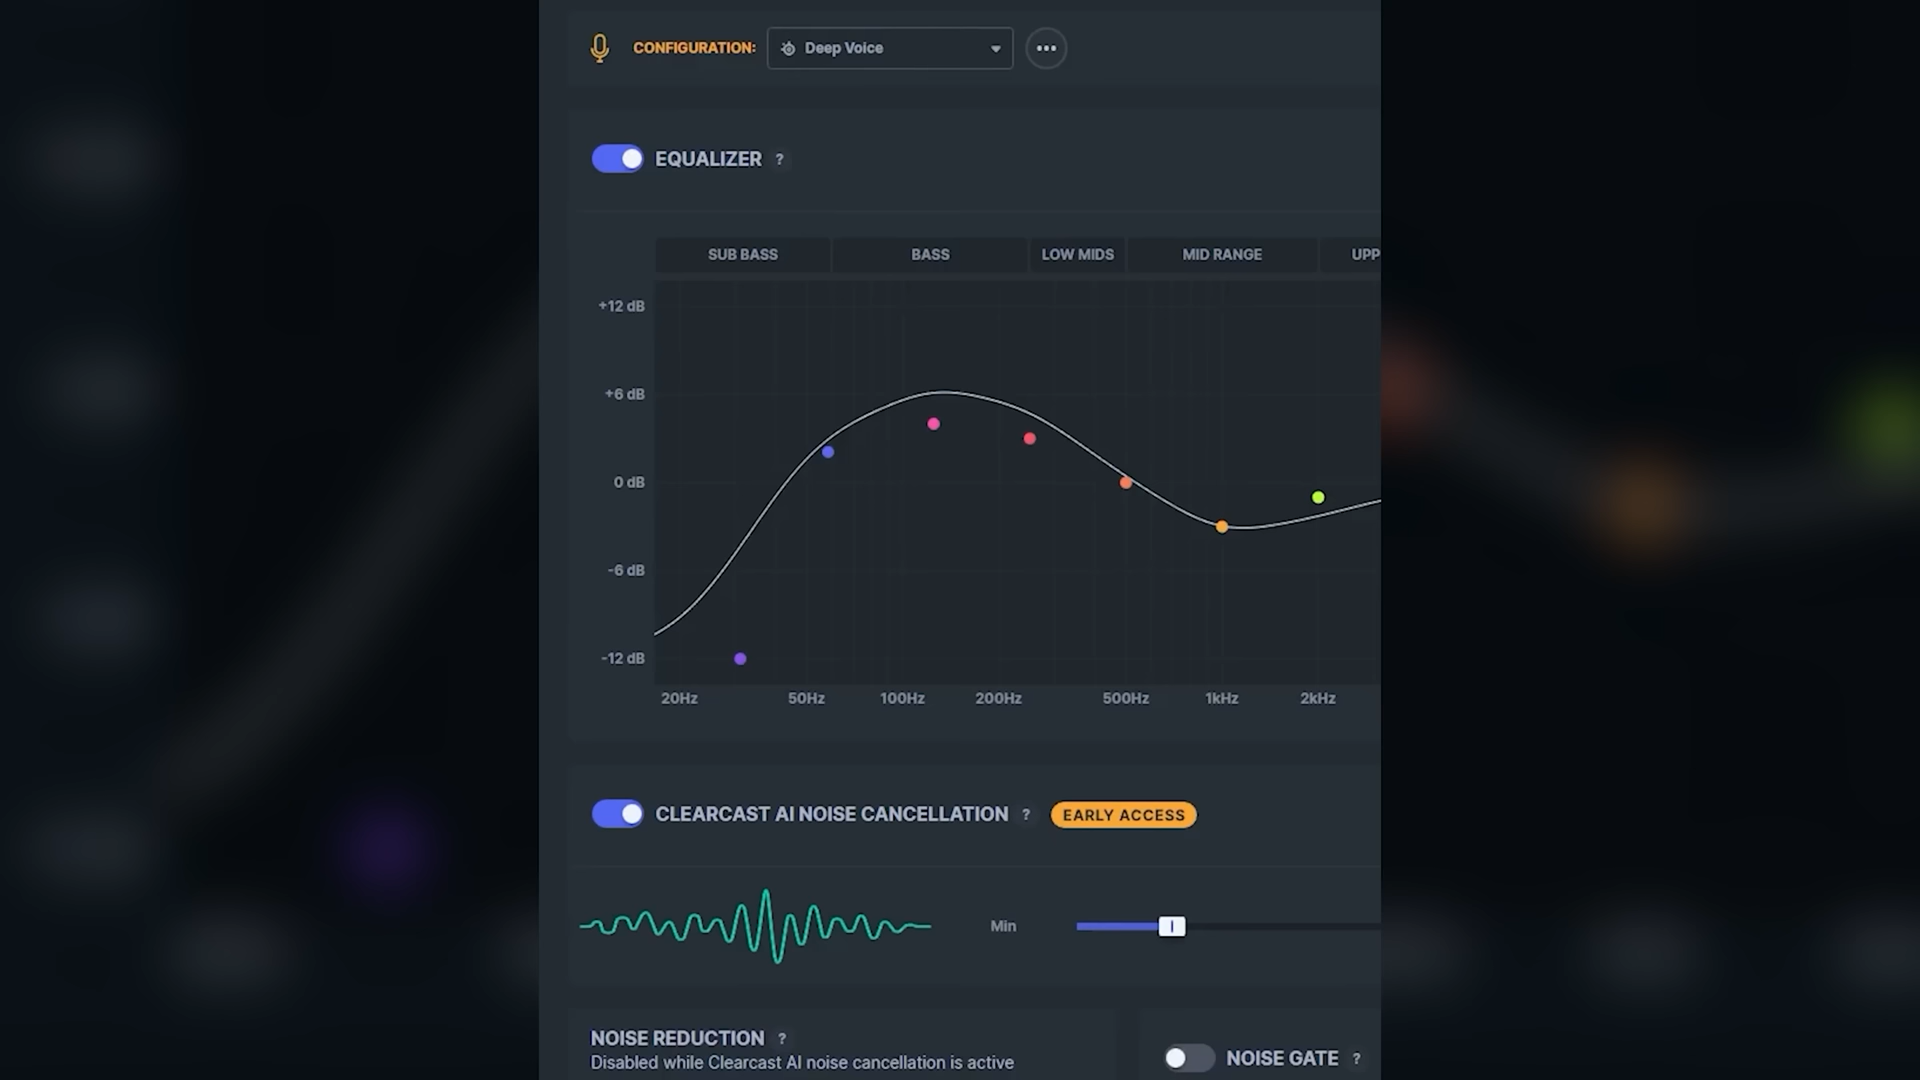 CONFIGURATION: Deep Voice
EQUALIZER ?
SUB BASS BASS LOW MIDS MID RANGE UPP
+12 dB
+6 dB
0 dB
-6 dB
-12 dB
20Hz 50Hz 100Hz 200Hz 500Hz 1kHz 2kHz
CLEARCAST AI NOISE CANCELLATION ? EARLY ACCESS
Min
NOISE REDUCTION ?
Disabled while Clearcast AI noise cancellation is active
NOISE GATE ?